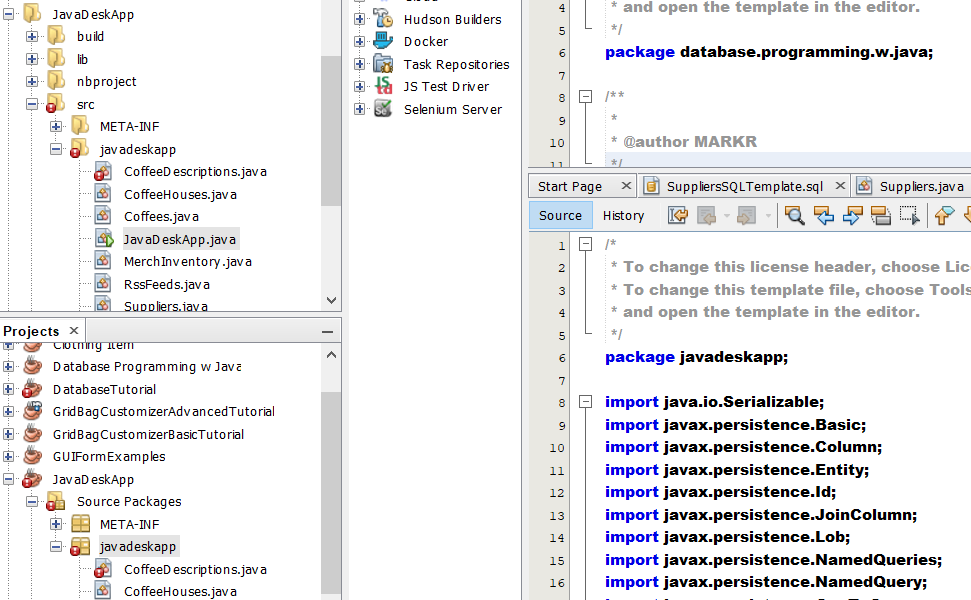 JavaDeskApp
build
lib
nbproject
src
META-INF
javadeskapp
CoffeeDescriptions.java
CoffeeHouses.java
Coffees.java
JavaDeskApp.java
MerchInventory.java
RssFeeds.java
Suppliers.java
Projects
Clothing Item
Database Programming w Java
DatabaseTutorial
GridBagCustomizerAdvancedTutorial
GridBagCustomizerBasicTutorial
GUIFormExamples
JavaDeskApp
Source Packages
META-INF
javadeskapp
CoffeeDescriptions.java
CoffeeHouses.java
Hudson Builders
Docker
Task Repositories
JS Test Driver
Selenium Server
4 * and open the template in the editor.
5 */
6 package database.programming.w.java;
7
8 /**
9 *
10 * @author MARKR
11 */
Start Page SuppliersSQLTemplate.sql Suppliers.java
Source History
1 /*
2 * To change this license header, choose Lic
3 * To change this template file, choose Tools
4 * and open the template in the editor.
5 */
6 package javadeskapp;
7
8 import java.io.Serializable;
9 import javax.persistence.Basic;
10 import javax.persistence.Column;
11 import javax.persistence.Entity;
12 import javax.persistence.Id;
13 import javax.persistence.JoinColumn;
14 import javax.persistence.Lob;
15 import javax.persistence.NamedQueries;
16 import javax.persistence.NamedQuery;